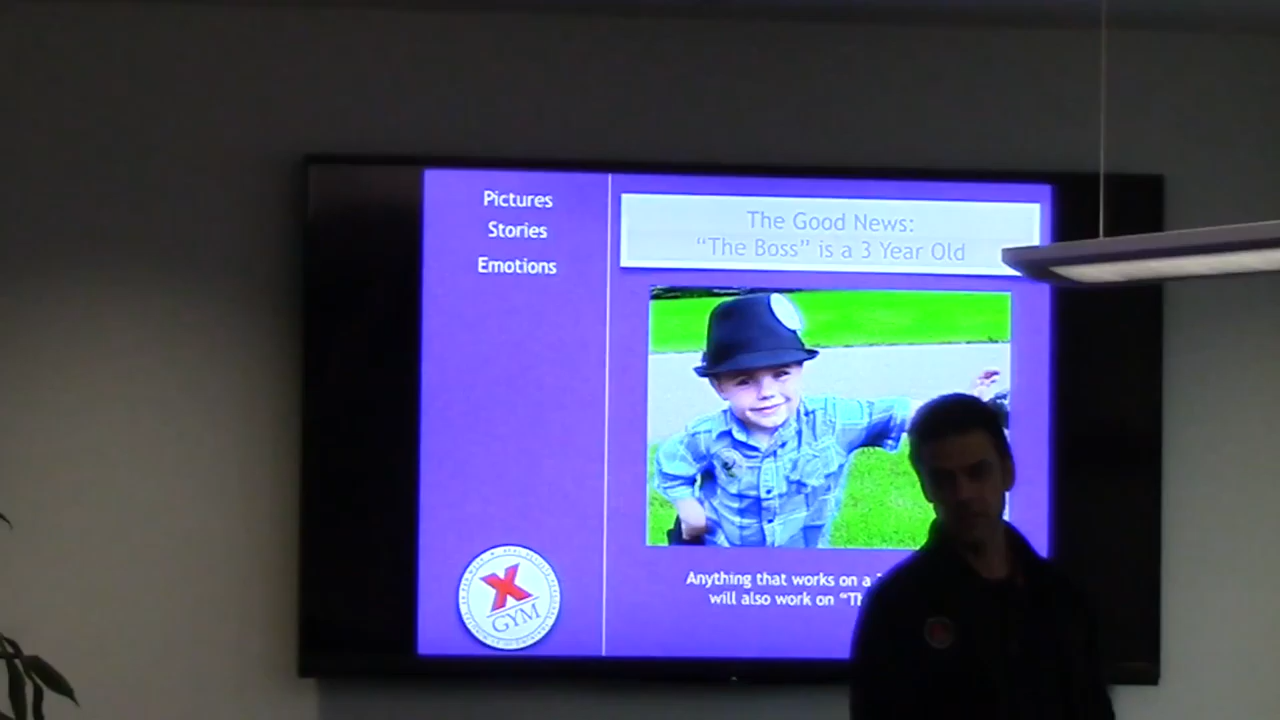 Pictures
Stories
Emotions
The Good News:
“The Boss” is a 3 Year Old
Anything that works on a
will also work on
X
GYM